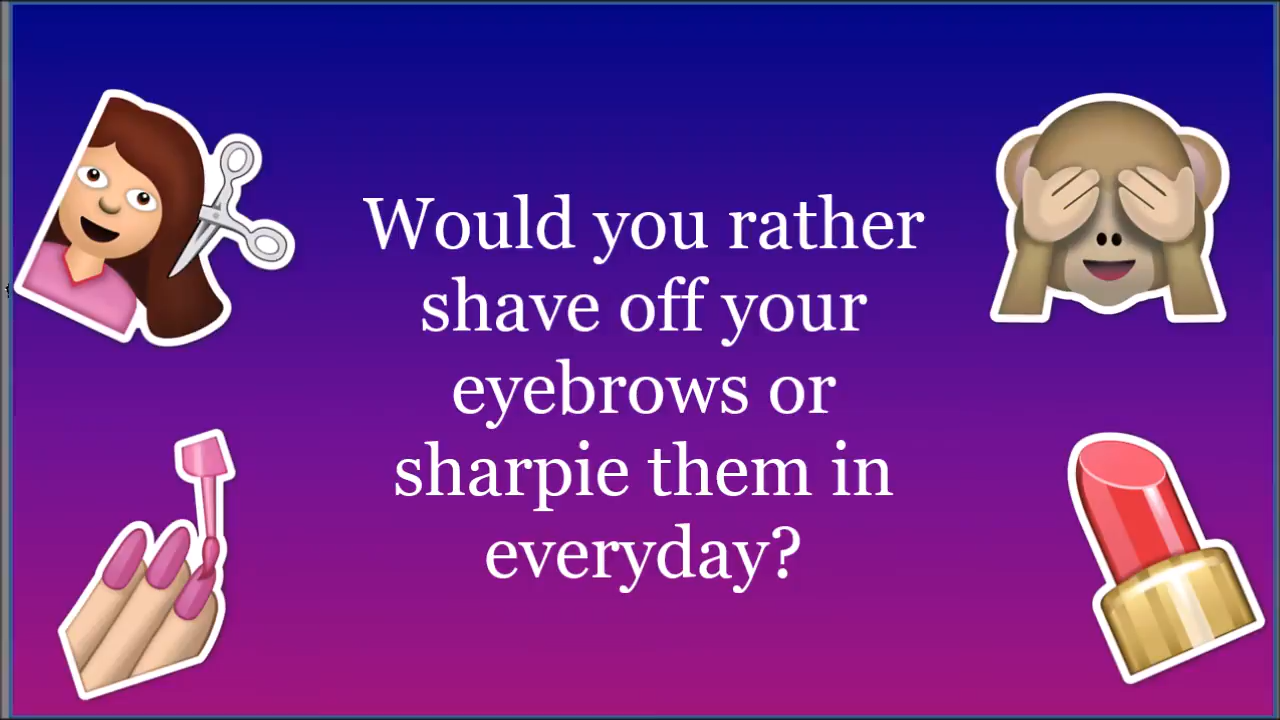 Would you rather
shave off your
eyebrows or
sharpie them in
everyday?